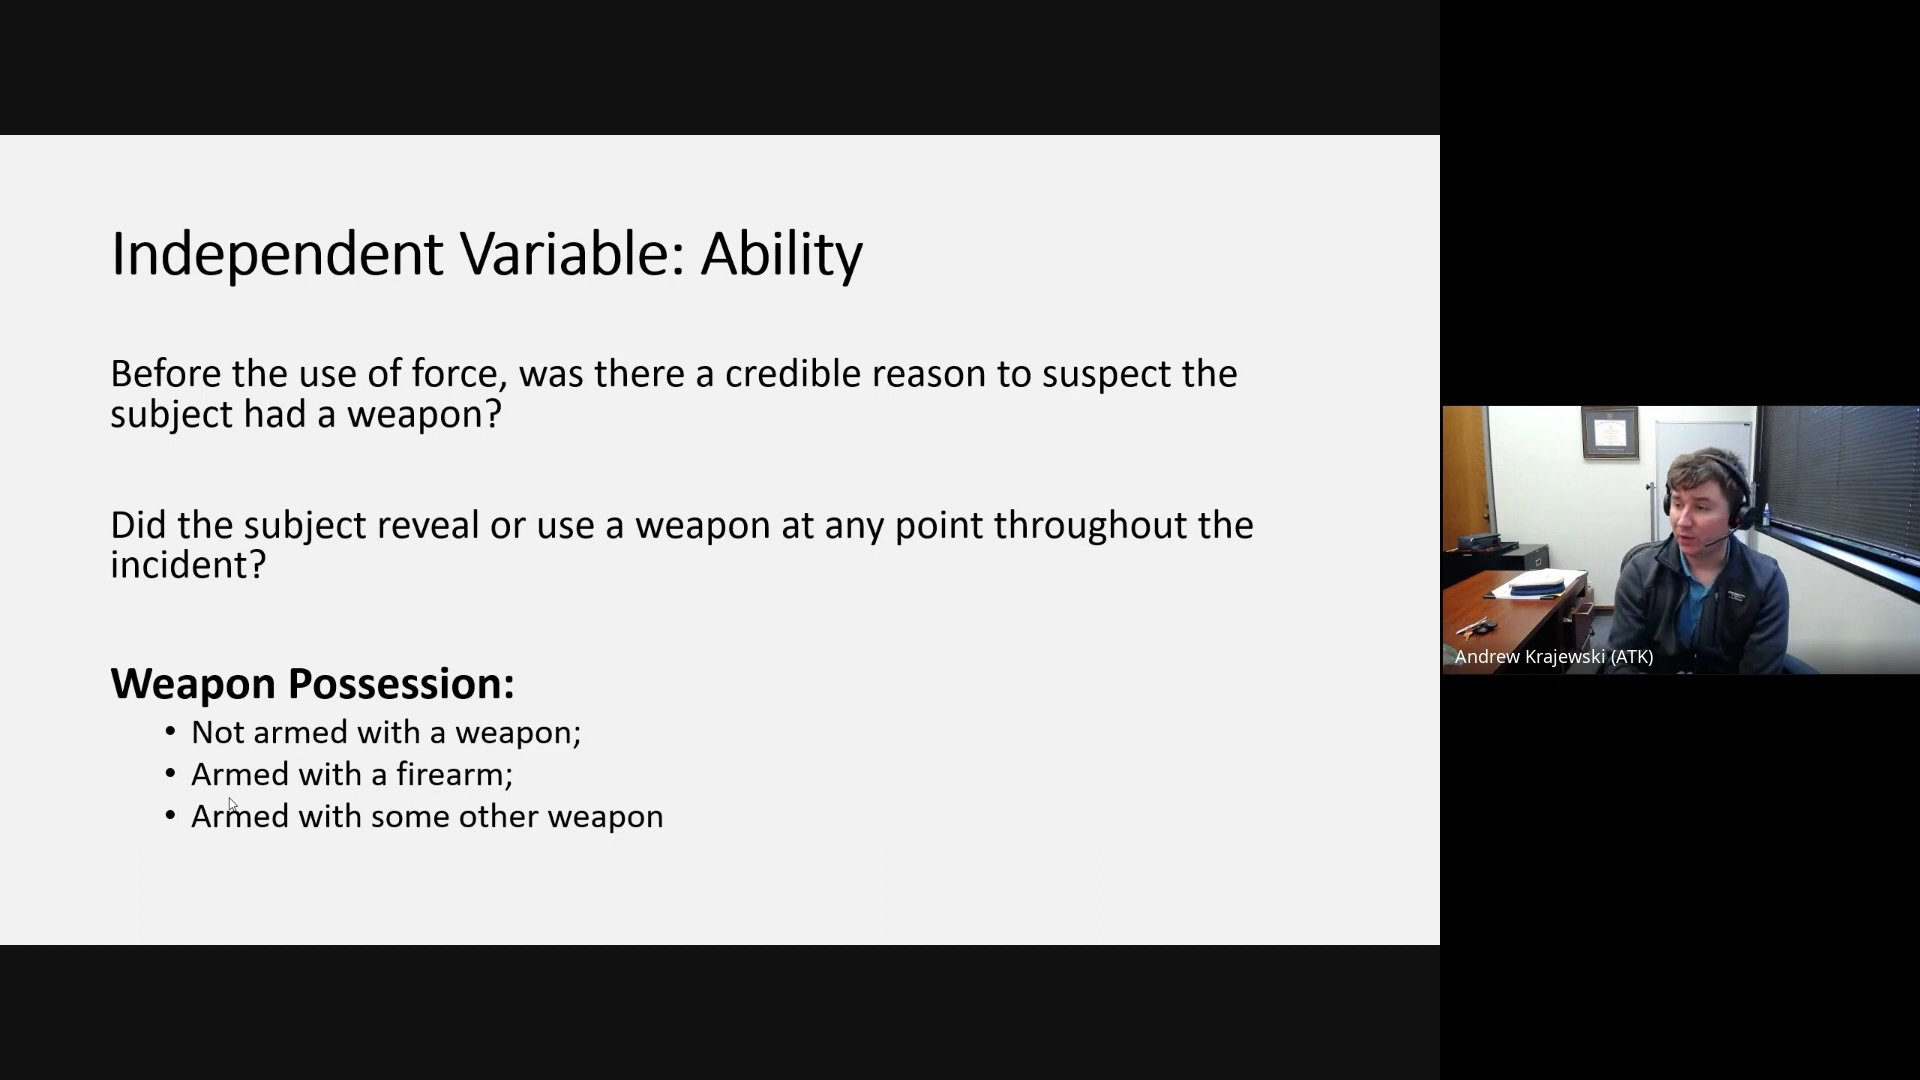 Independent Variable: Ability
Before the use of force, was there a credible reason to suspect the
subject had a weapon?
Did the subject reveal or use a weapon at any point throughout the
incident?
Weapon Possession:
• Not armed with a weapon;
• Armed with a firearm;
• Armed with some other weapon
Andrew Krajewski (ATK)